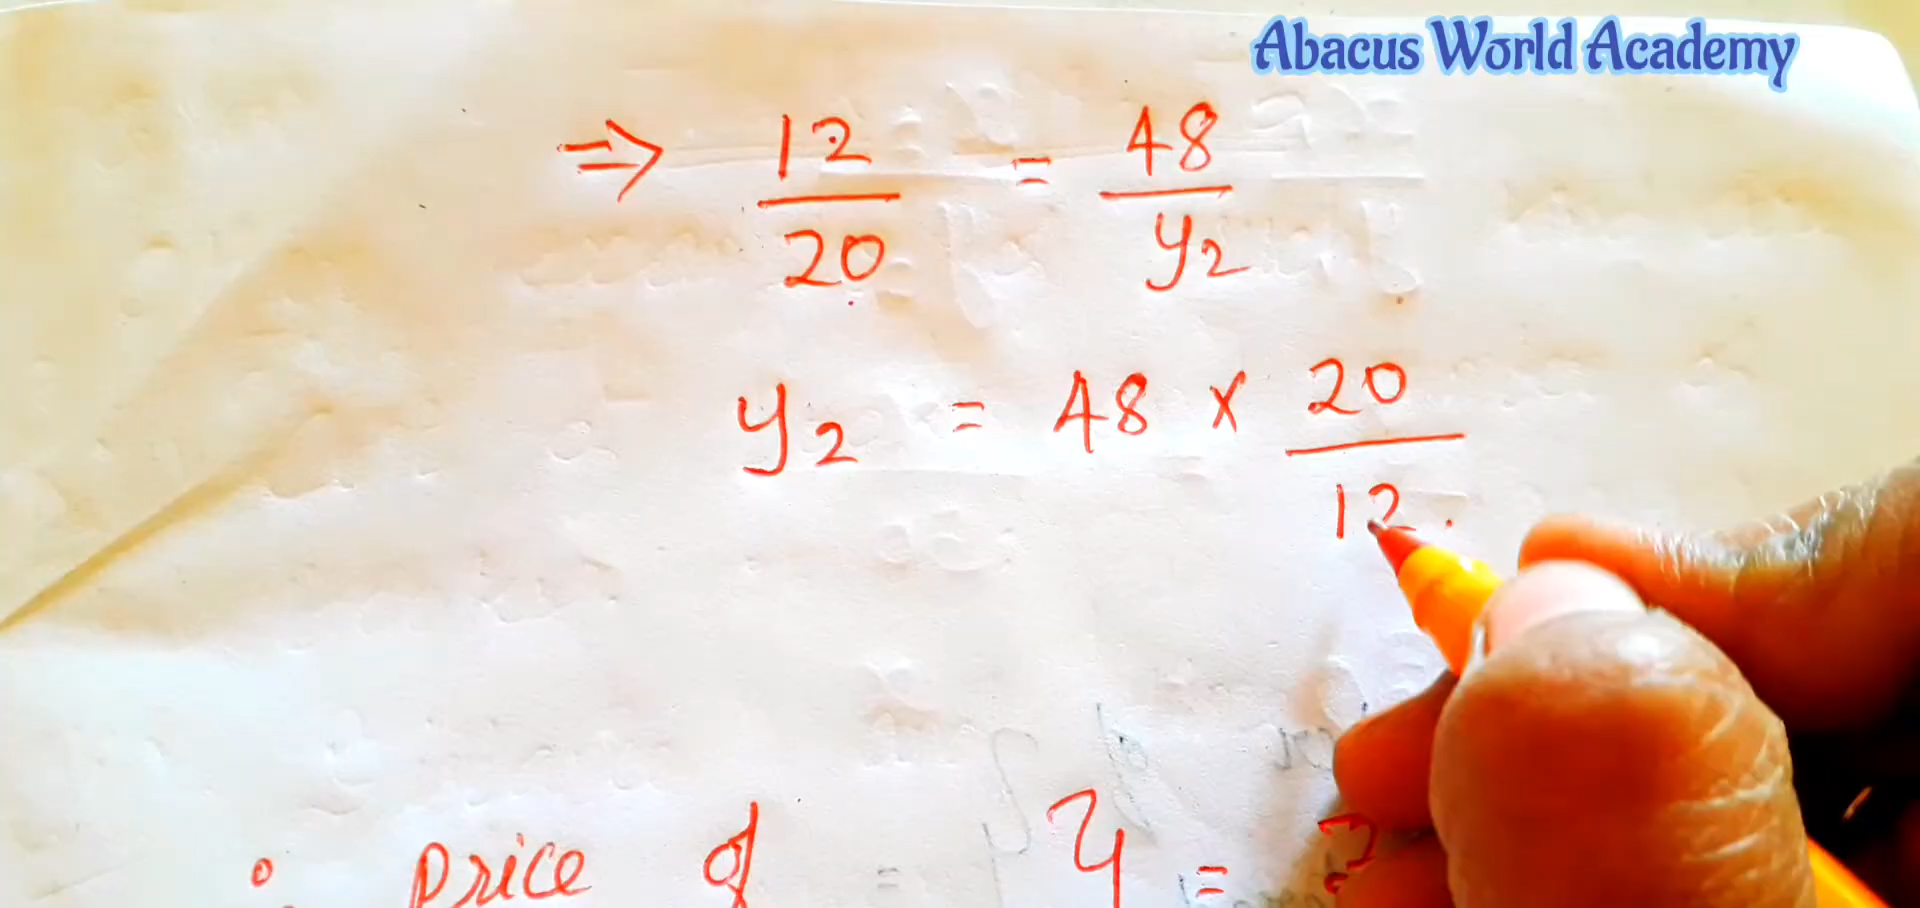 Abacus World Academy
⇒ 12/20 = 48/y₂
y₂ = 48 × 20/12
price of = =